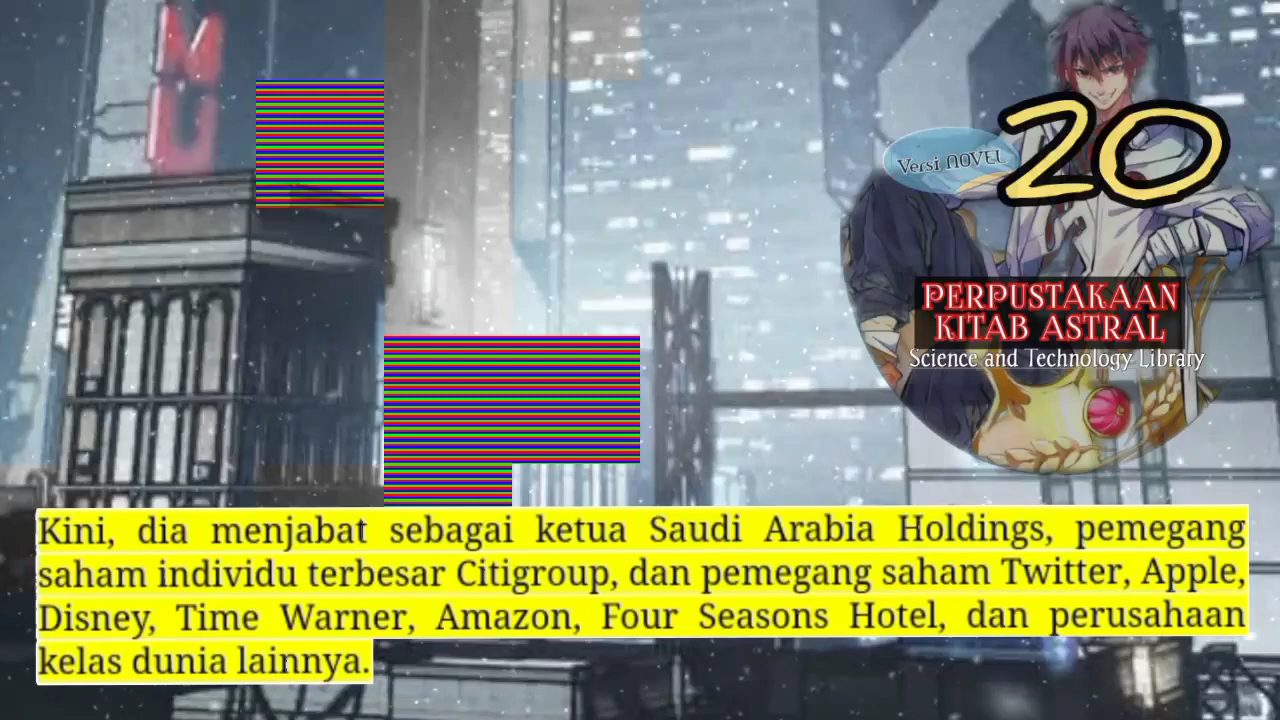 MU
Versi NOVEL
20
PERPUSTAKAAN
KITAB ASTRAL
Science and Technology Library
Kini, dia menjabat sebagai ketua Saudi Arabia Holdings, pemegang
saham individu terbesar Citigroup, dan pemegang saham Twitter, Apple,
Disney, Time Warner, Amazon, Four Seasons Hotel, dan perusahaan
kelas dunia lainnya.